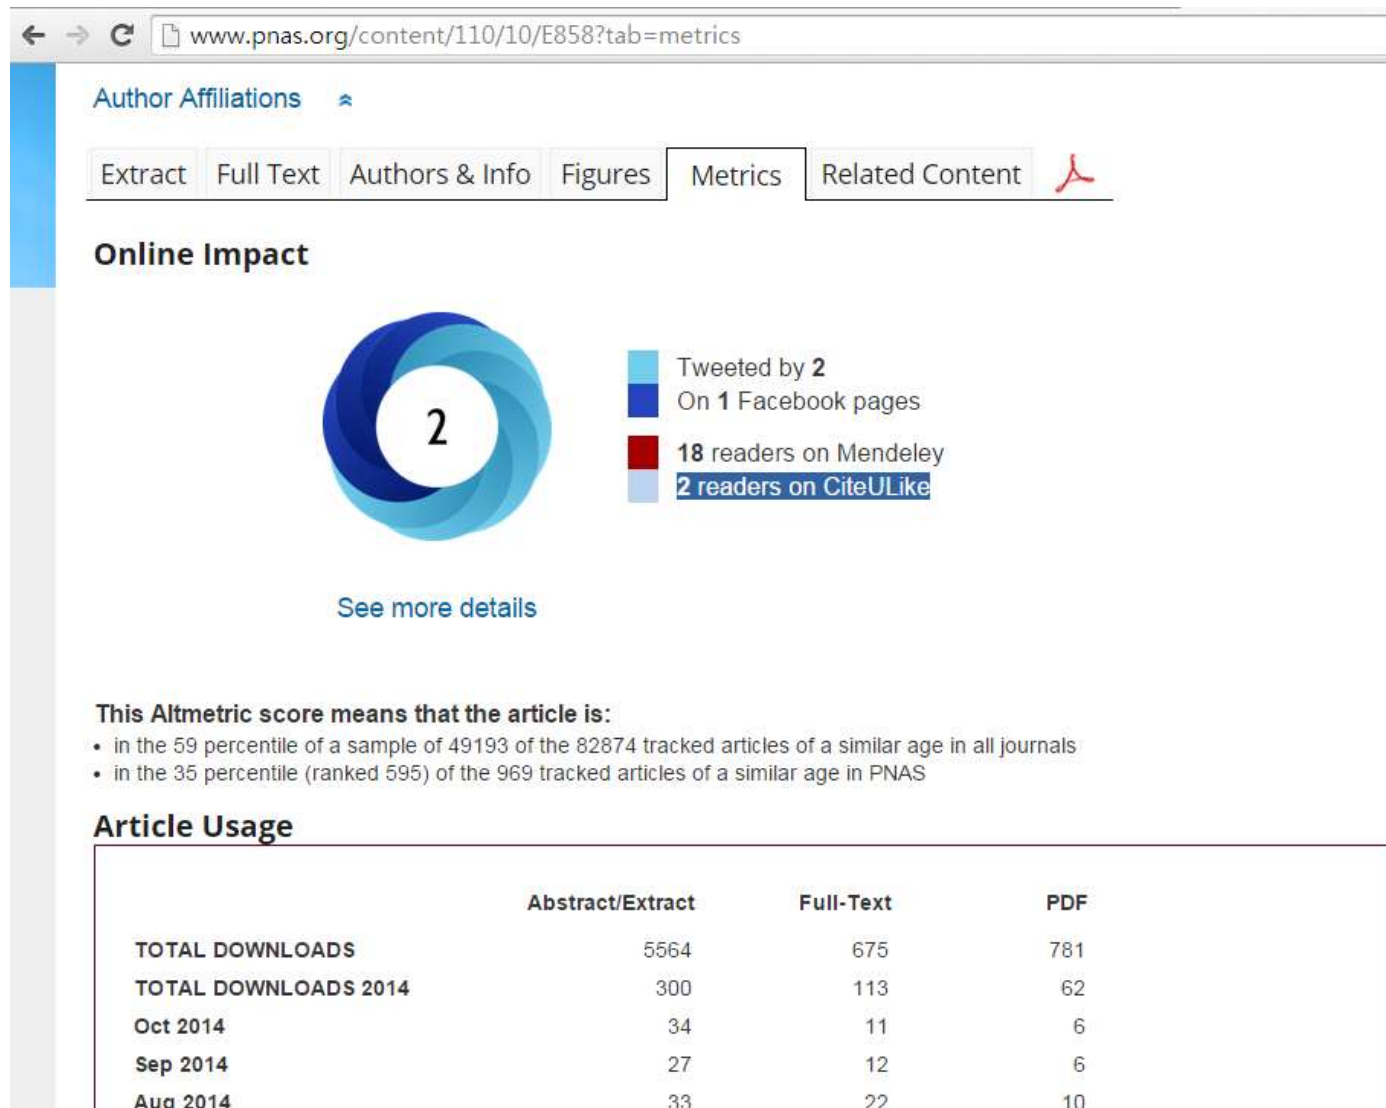 www.pnas.org/content/110/10/E858?tab=metrics
Author Affiliations
Extract Full Text Authors & Info Figures Metrics Related Content
Online Impact
2
Tweeted by 2
On 1 Facebook pages
18 readers on Mendeley
2 readers on CiteULike
See more details
This Altmetric score means that the article is:
• in the 59 percentile of a sample of 49193 of the 82874 tracked articles of a similar age in all journals
• in the 35 percentile (ranked 595) of the 969 tracked articles of a similar age in PNAS
Article Usage
Abstract/Extract Full-Text PDF
TOTAL DOWNLOADS 5564 675 781
TOTAL DOWNLOADS 2014 300 113 62
Oct 2014 34 11 6
Sep 2014 27 12 6
Aug 2014 33 22 10